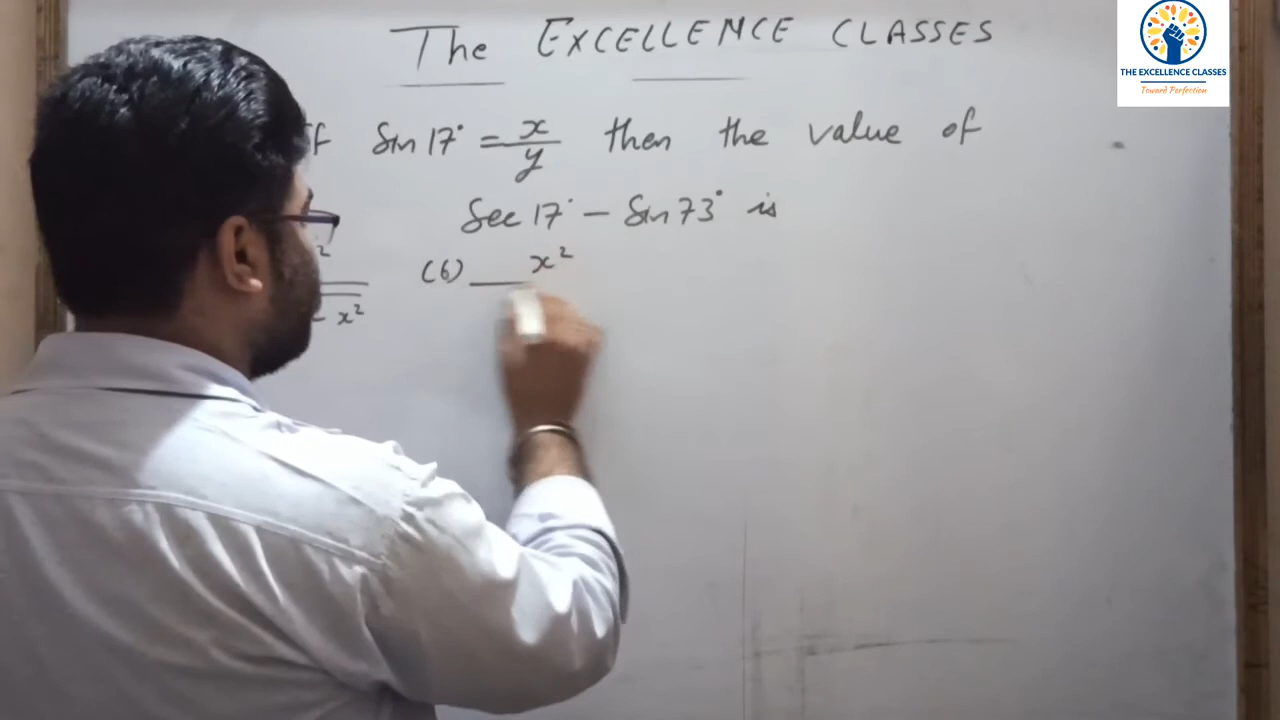 The EXCELLENCE CLASSES
THE EXCELLENCE CLASSES
Toward Perfection
Sin 17° = x/y then the value of
Sec 17° – Sin 73° is
(b) x²
x²